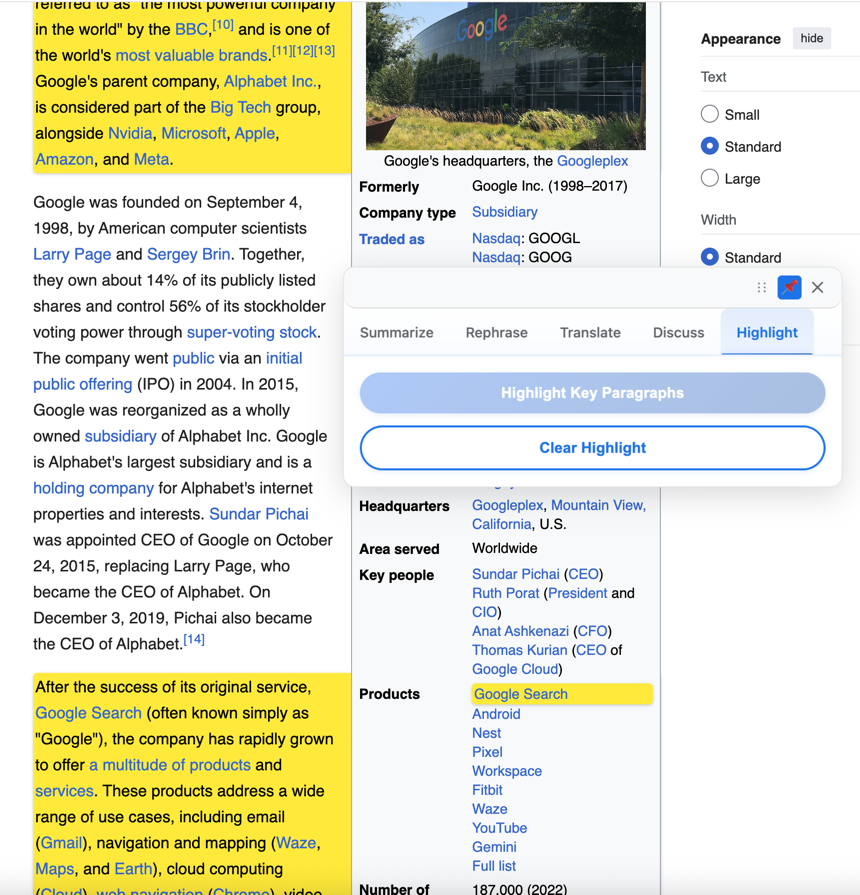 referred to as "the most powerful company
in the world" by the BBC,[10] and is one of
the world's most valuable brands.[11][12][13]
Google's parent company, Alphabet Inc.,
is considered part of the Big Tech group,
alongside Nvidia, Microsoft, Apple,
Amazon, and Meta.
Google was founded on September 4,
1998, by American computer scientists
Larry Page and Sergey Brin. Together,
they own about 14% of its publicly listed
shares and control 56% of its stockholder
voting power through super-voting stock.
The company went public via an initial
public offering (IPO) in 2004. In 2015,
Google was reorganized as a wholly
owned subsidiary of Alphabet Inc. Google
is Alphabet's largest subsidiary and is a
holding company for Alphabet's internet
properties and interests. Sundar Pichai
was appointed CEO of Google on October
24, 2015, replacing Larry Page, who
became the CEO of Alphabet. On
December 3, 2019, Pichai also became
the CEO of Alphabet.[14]
After the success of its original service,
Google Search (often known simply as
"Google"), the company has rapidly grown
to offer a multitude of products and
services. These products address a wide
range of use cases, including email
(Gmail), navigation and mapping (Waze,
Maps, and Earth), cloud computing
(Cloud), web navigation (Chrome), video
Google
Google's headquarters, the Googleplex
Formerly Google Inc. (1998–2017)
Company type Subsidiary
Traded as Nasdaq: GOOGL
Nasdaq: GOOG
Summarize Rephrase Translate Discuss Highlight
Highlight Key Paragraphs
Clear Highlight
Headquarters Googleplex, Mountain View,
California, U.S.
Area served Worldwide
Key people Sundar Pichai (CEO)
Ruth Porat (President and
CIO)
Anat Ashkenazi (CFO)
Thomas Kurian (CEO of
Google Cloud)
Products Google Search
Android
Nest
Pixel
Workspace
Fitbit
Waze
YouTube
Gemini
Full list
Number of 187,000 (2022)
Appearance hide
Text
Small
Standard
Large
Width
Standard